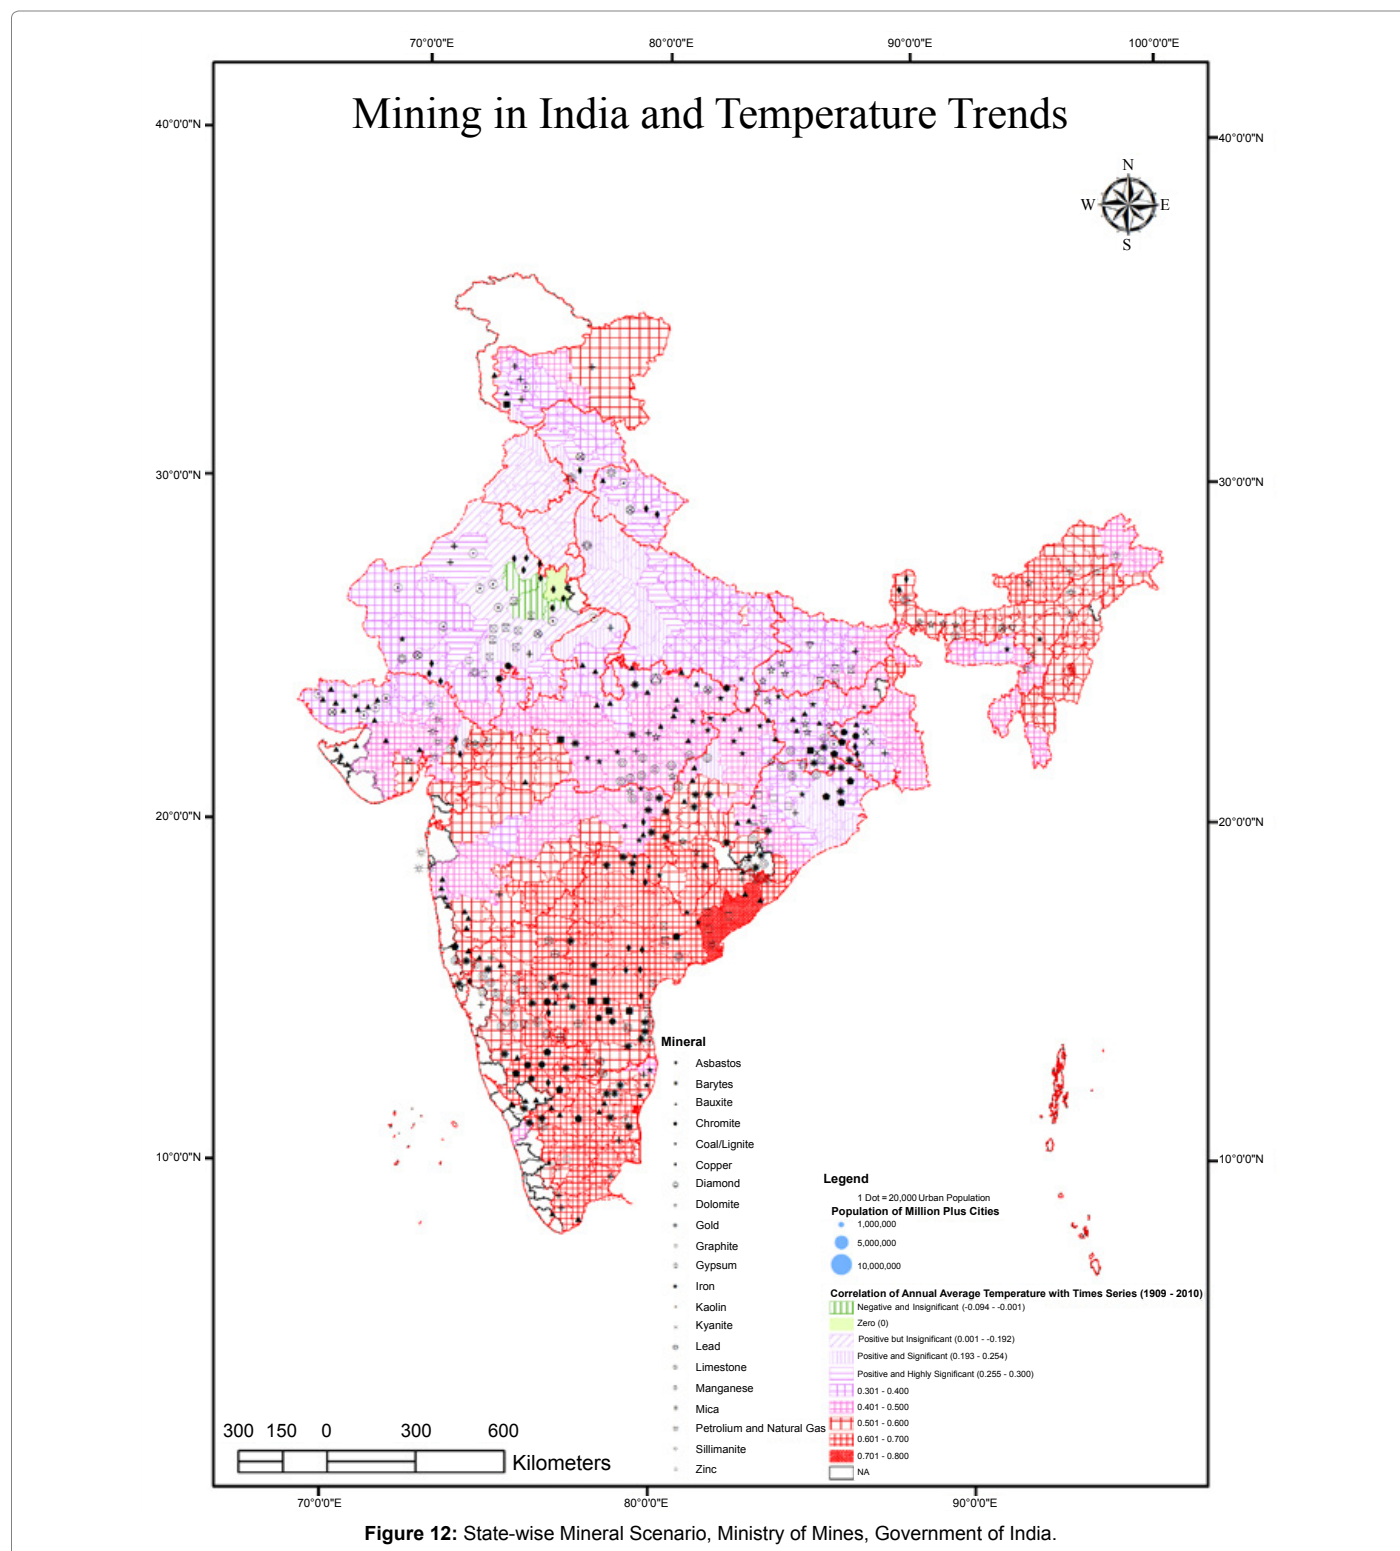 70°0'0"E 80°0'0"E 90°0'0"E 100°0'0"E
Mining in India and Temperature Trends
40°0'0"N
40°0'0"N
N
W E
S
30°0'0"N
30°0'0"N
20°0'0"N
20°0'0"N
10°0'0"N
10°0'0"N
Mineral
Asbastos
Barytes
Bauxite
Chromite
Coal/Lignite
Copper
Diamond
Dolomite
Gold
Graphite
Gypsum
Iron
Kaolin
Kyanite
Lead
Limestone
Manganese
Mica
Petrolium and Natural Gas
Sillimanite
Zinc
Legend
1 Dot = 20,000 Urban Population
Population of Million Plus Cities
1,000,000
5,000,000
10,000,000
Correlation of Annual Average Temperature with Times Series (1909 - 2010)
Negative and Insignificant (-0.094 - -0.001)
Zero (0)
Positive but Insignificant (0.001 - -0.192)
Positive and Significant (0.193 - 0.254)
Positive and Highly Significant (0.255 - 0.300)
0.301 - 0.400
0.401 - 0.500
0.501 - 0.600
0.601 - 0.700
0.701 - 0.800
NA
300 150 0 300 600
Kilometers
70°0'0"E 80°0'0"E 90°0'0"E
Figure 12: State-wise Mineral Scenario, Ministry of Mines, Government of India.